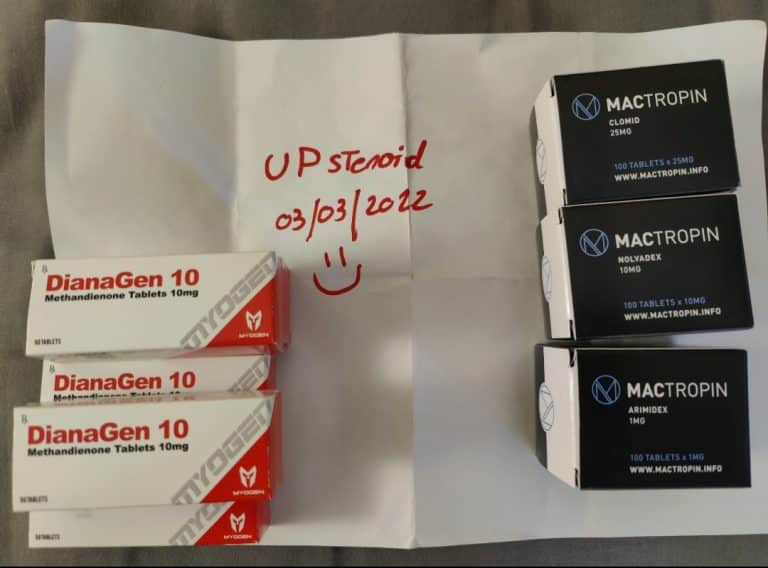 UP steroid
03/03/2022
DianaGen 10
Methandienone Tablets 10mg
MYOGEN
MYOGEN
DianaGen 10
DianaGen 10
Methandienone Tablets 10mg
MYOGEN
MYOGEN
MACTROPIN
CLOMID
25MG
100 TABLETS x 25MG
WWW.MACTROPIN.INFO
MACTROPIN
NOLVADEX
10MG
100 TABLETS x 10MG
WWW.MACTROPIN.INFO
MACTROPIN
ARIMIDEX
1MG
100 TABLETS x 1MG
WWW.MACTROPIN.INFO